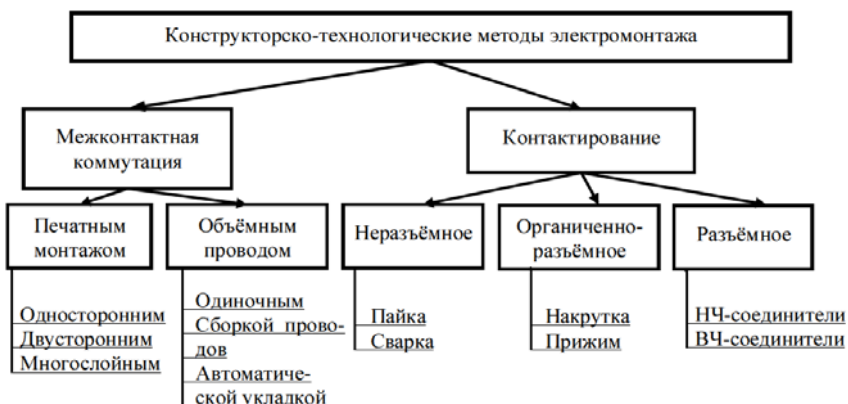 Конструкторско-технологические методы электромонтажа
Межконтактная
коммутация
Контактирование
Печатным
монтажом
Объёмным
проводом
Неразъёмное
Органиченно-
разъёмное
Разъёмное
Односторонним
Двусторонним
Многослойным
Одиночным
Сборкой прово-
дов
Автоматиче-
ской укладкой
Пайка
Сварка
Накрутка
Прижим
НЧ-соединители
ВЧ-соединители